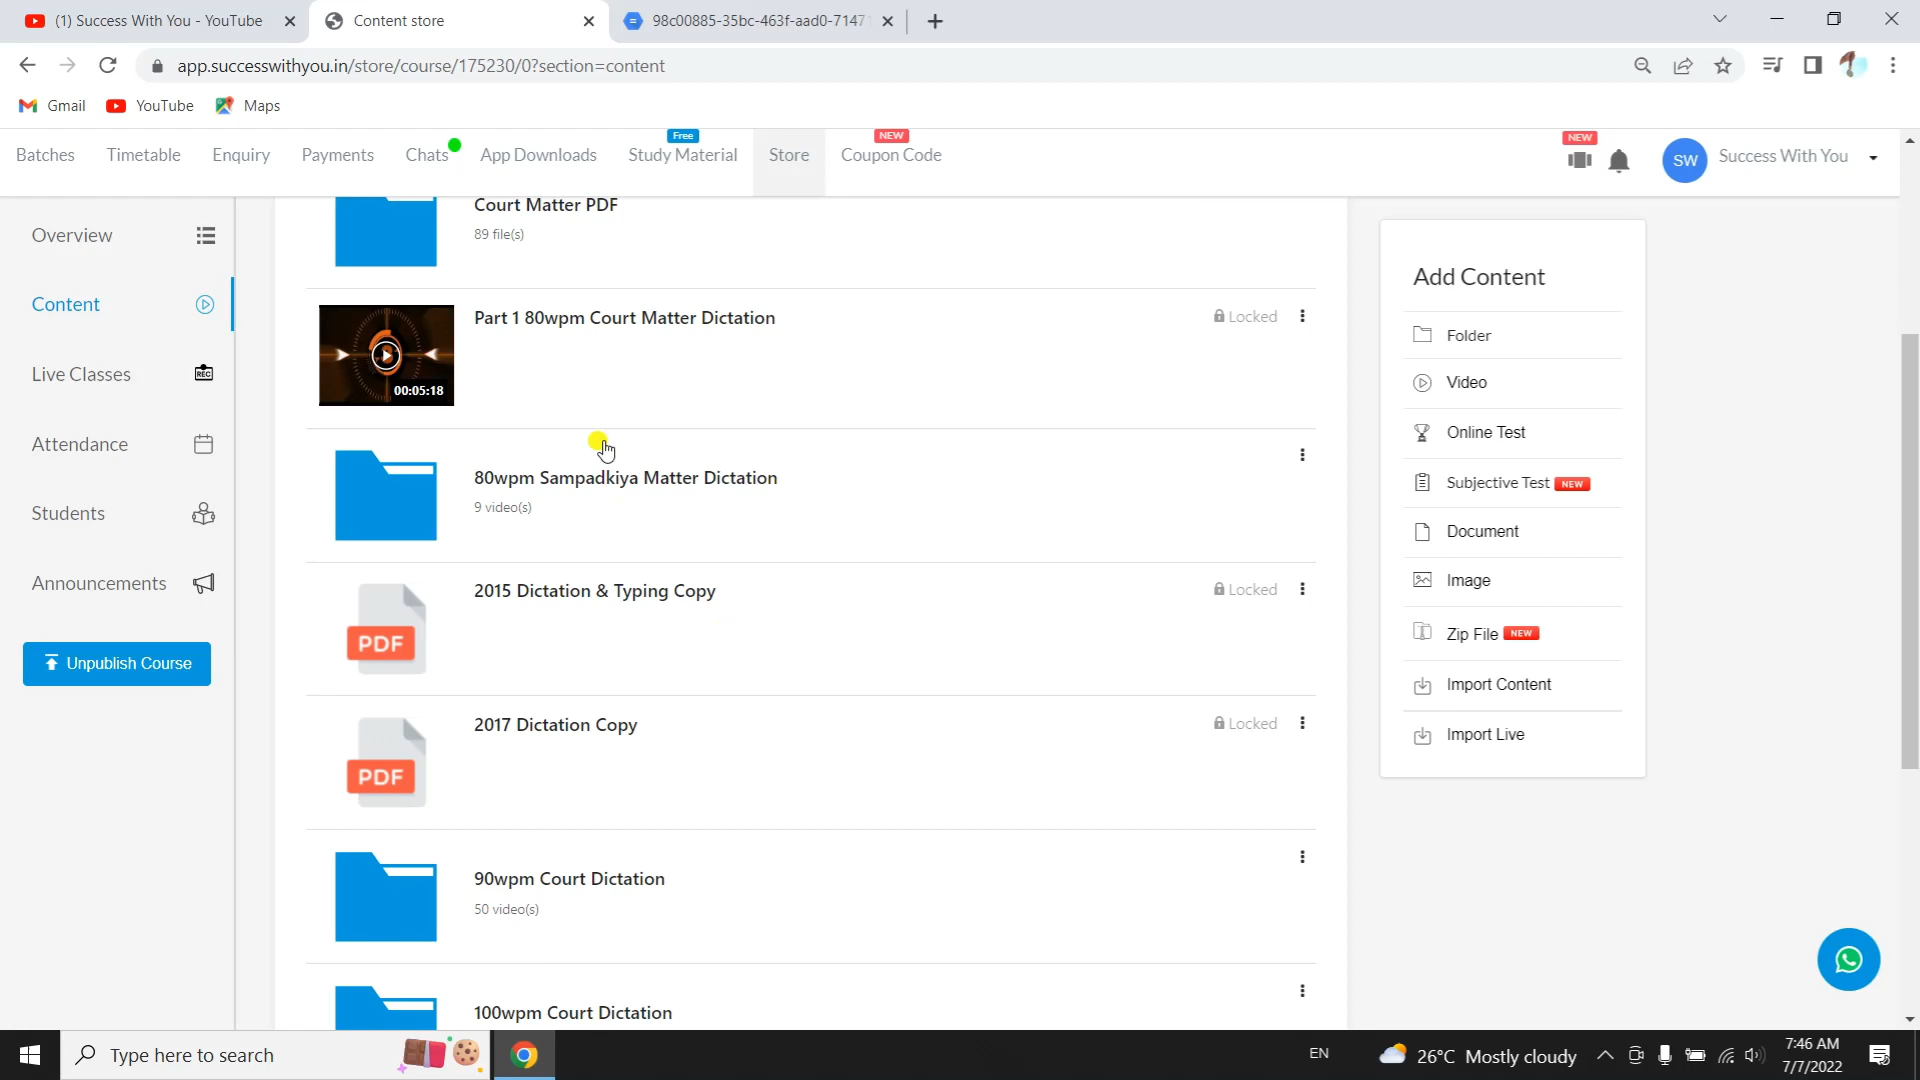 (1) Success With You - YouTube
Content store
98c00885-35bc-463f-aad0-7147
app.successwithyou.in/store/course/175230/0?section=content
Gmail
YouTube
Maps
Batches
Timetable
Enquiry
Payments
Chats
App Downloads
Free
Study Material
Store
NEW
Coupon Code
NEW
SW
Success With You
Overview
Content
Live Classes
REC
Attendance
Students
Announcements
Unpublish Course
Court Matter PDF
89 file(s)
Part 1 80wpm Court Matter Dictation
Locked
00:05:18
80wpm Sampadkiya Matter Dictation
9 video(s)
2015 Dictation & Typing Copy
Locked
PDF
2017 Dictation Copy
Locked
PDF
90wpm Court Dictation
50 video(s)
100wpm Court Dictation
Add Content
Folder
Video
Online Test
Subjective Test NEW
Document
Image
Zip File NEW
Import Content
Import Live
Type here to search
EN
26°C Mostly cloudy
7:46 AM
7/7/2022